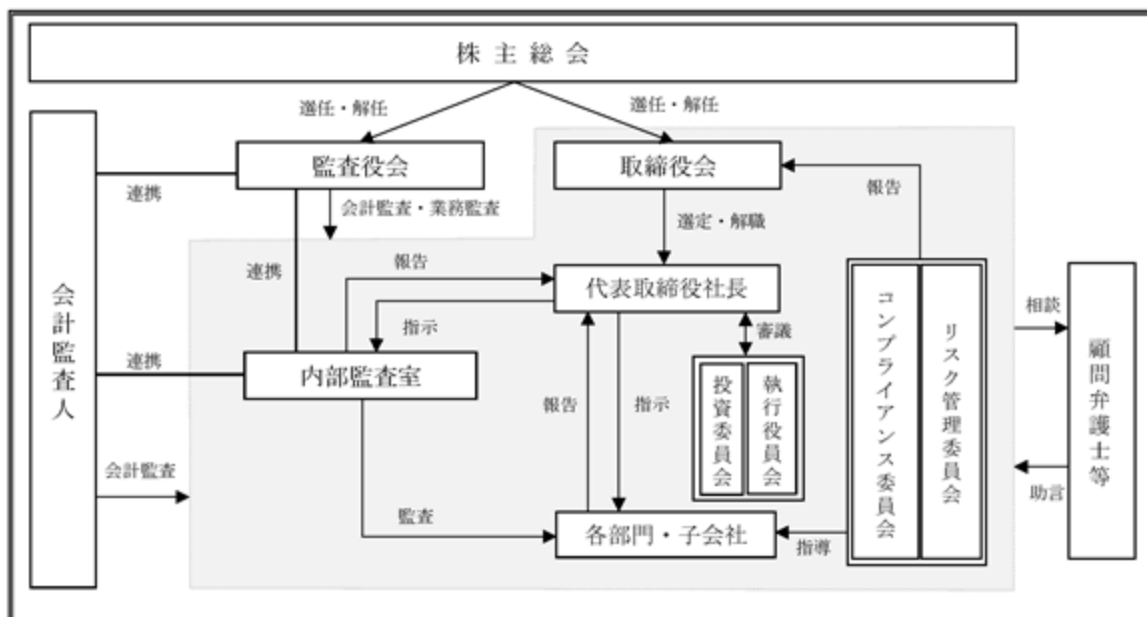 株主総会
選任・解任
選任・解任
監査役会
取締役会
連携
会計監査・業務監査
選定・解職
報告
連携
報告
代表取締役社長
指示
審議
相談
会計監査人
連携
内部監査室
報告
指示
投資委員会
執行役員会
コンプライアンス委員会
リスク管理委員会
顧問弁護士等
会計監査
助言
監査
各部門・子会社
指導